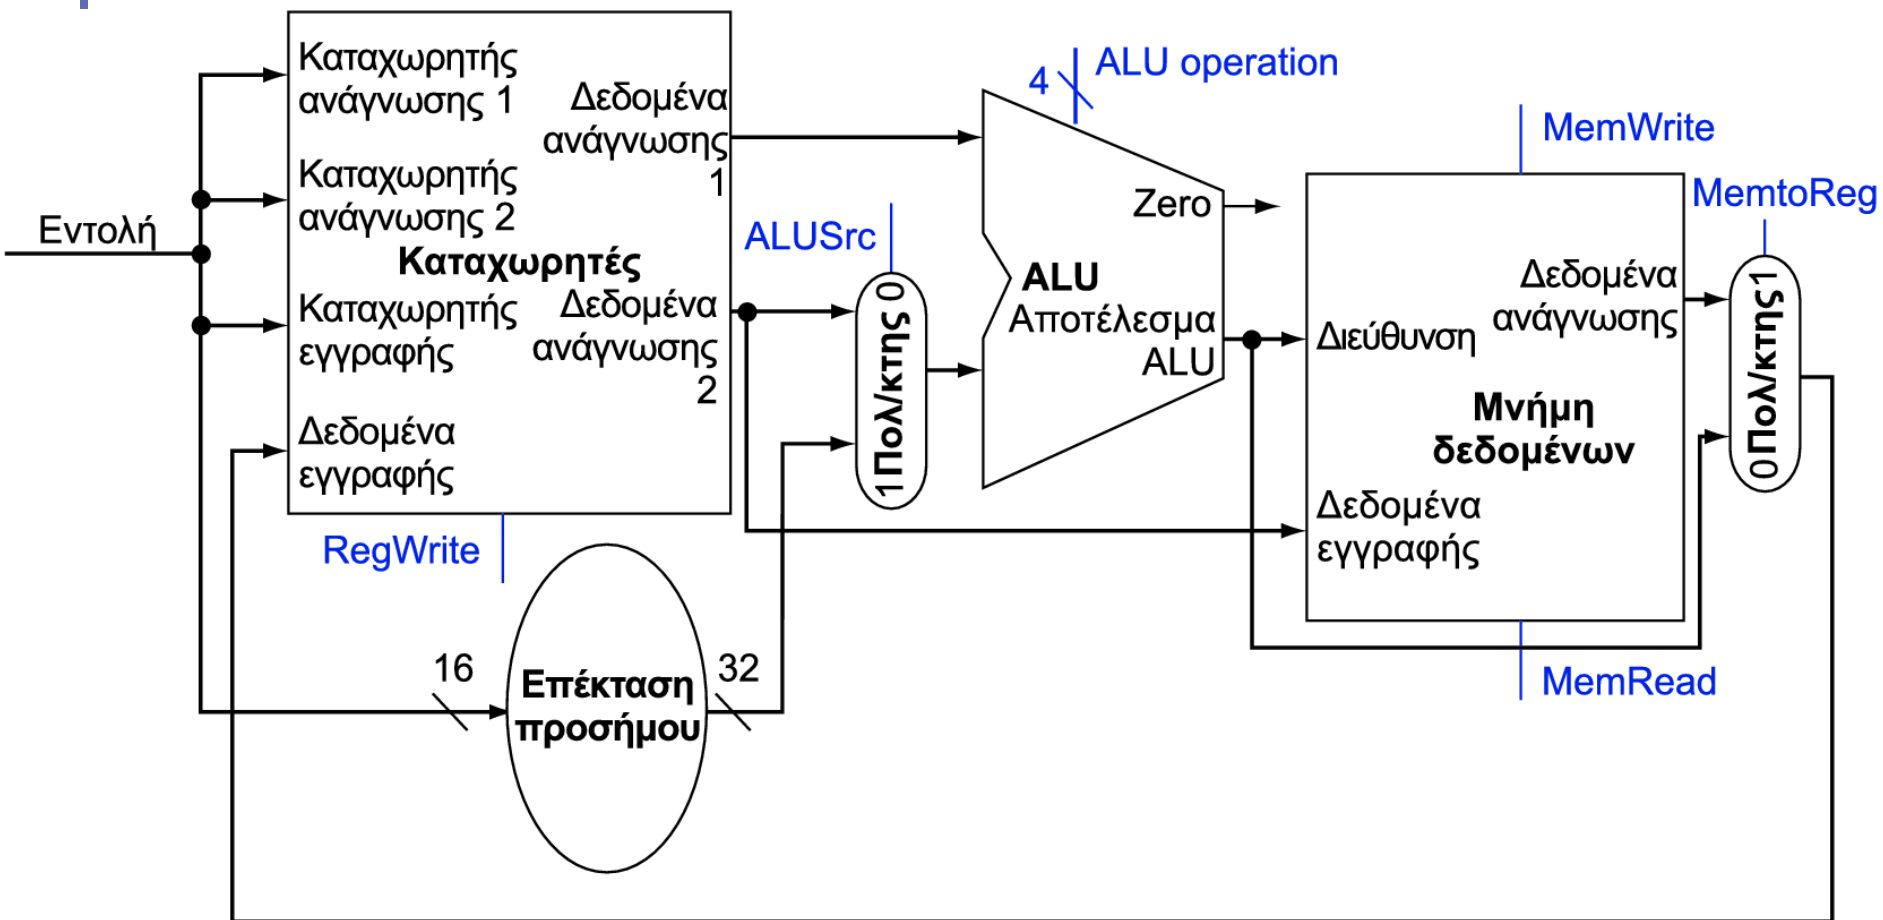 Εντολή
Καταχωρητής
ανάγνωσης 1
Καταχωρητής
ανάγνωσης 2
Καταχωρητές
Καταχωρητής
εγγραφής
Δεδομένα
εγγραφής
Δεδομένα
ανάγνωσης
1
Δεδομένα
ανάγνωσης
2
RegWrite
16
Επέκταση
προσήμου
32
ALUSrc
0
Πολ/κτης
1
4
ALU operation
Zero
ALU
Αποτέλεσμα
ALU
MemWrite
Διεύθυνση
Δεδομένα
ανάγνωσης
Μνήμη
δεδομένων
Δεδομένα
εγγραφής
MemRead
MemtoReg
1
Πολ/κτης
0